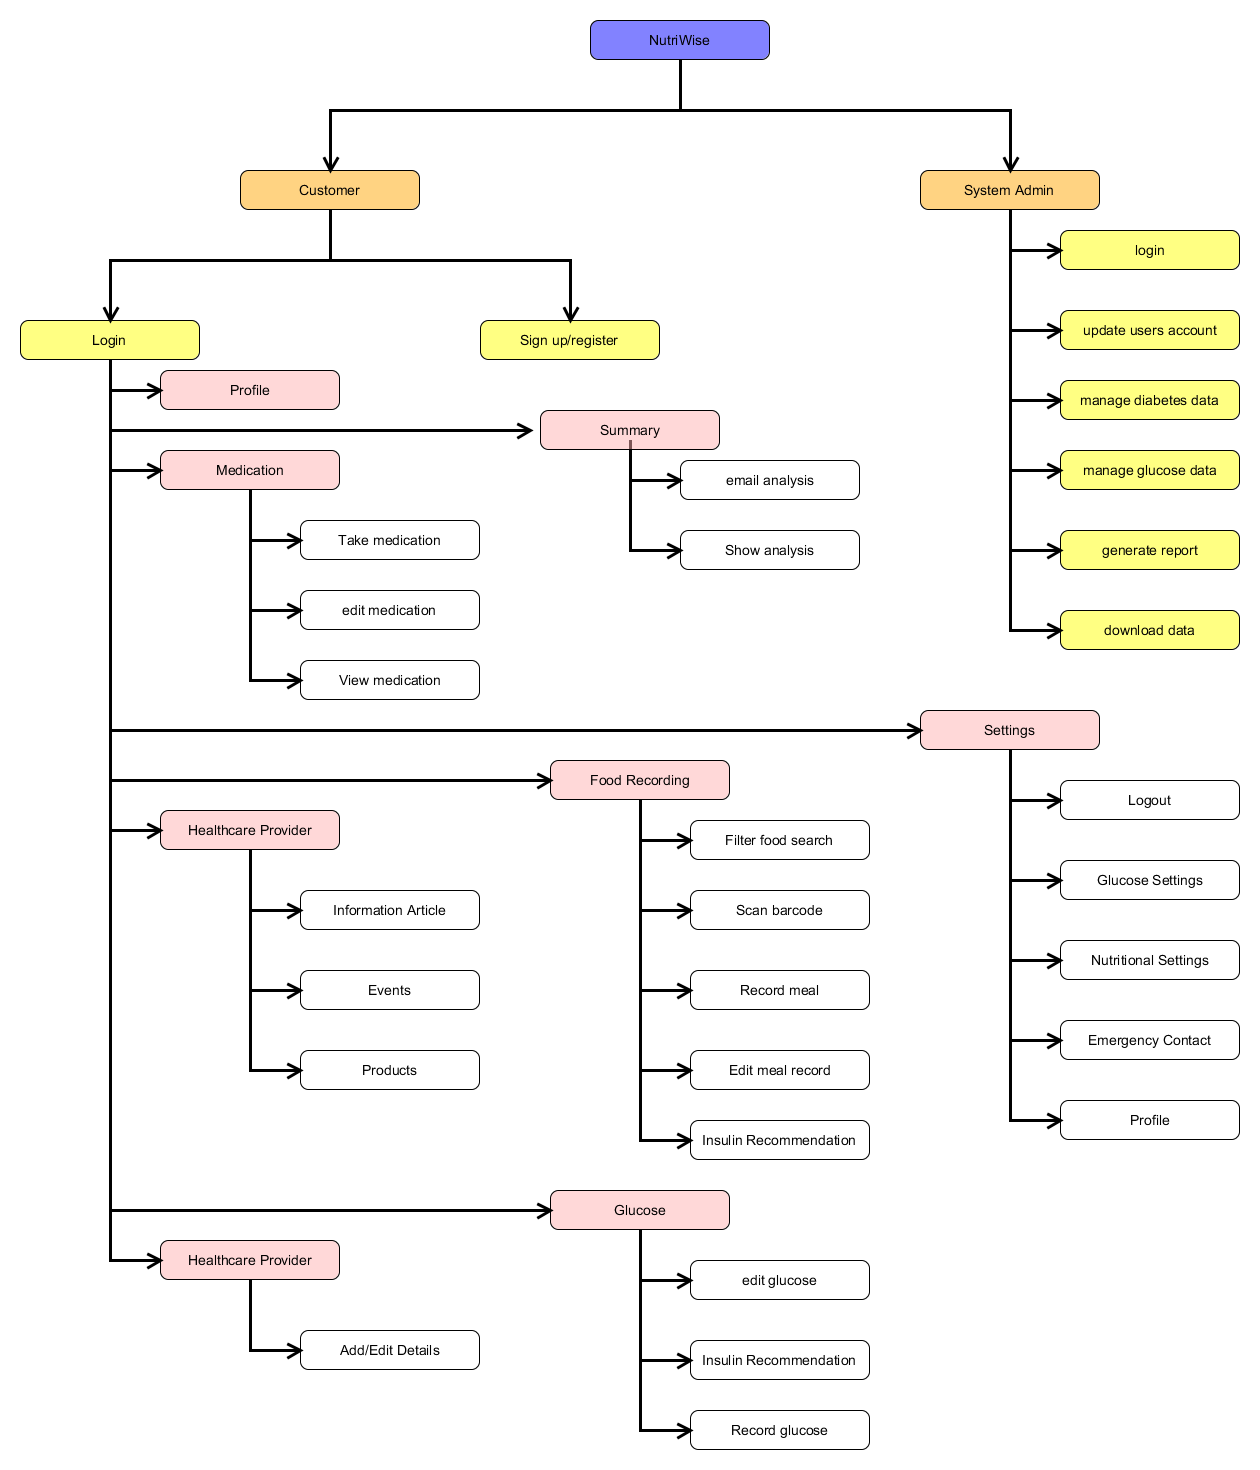 NutriWise
Customer
System Admin
login
update users account
manage diabetes data
manage glucose data
generate report
download data
Login
Sign up/register
Profile
Summary
email analysis
Show analysis
Medication
Take medication
edit medication
View medication
Settings
Logout
Glucose Settings
Nutritional Settings
Emergency Contact
Profile
Food Recording
Filter food search
Scan barcode
Record meal
Edit meal record
Insulin Recommendation
Healthcare Provider
Information Article
Events
Products
Glucose
edit glucose
Insulin Recommendation
Record glucose
Healthcare Provider
Add/Edit Details